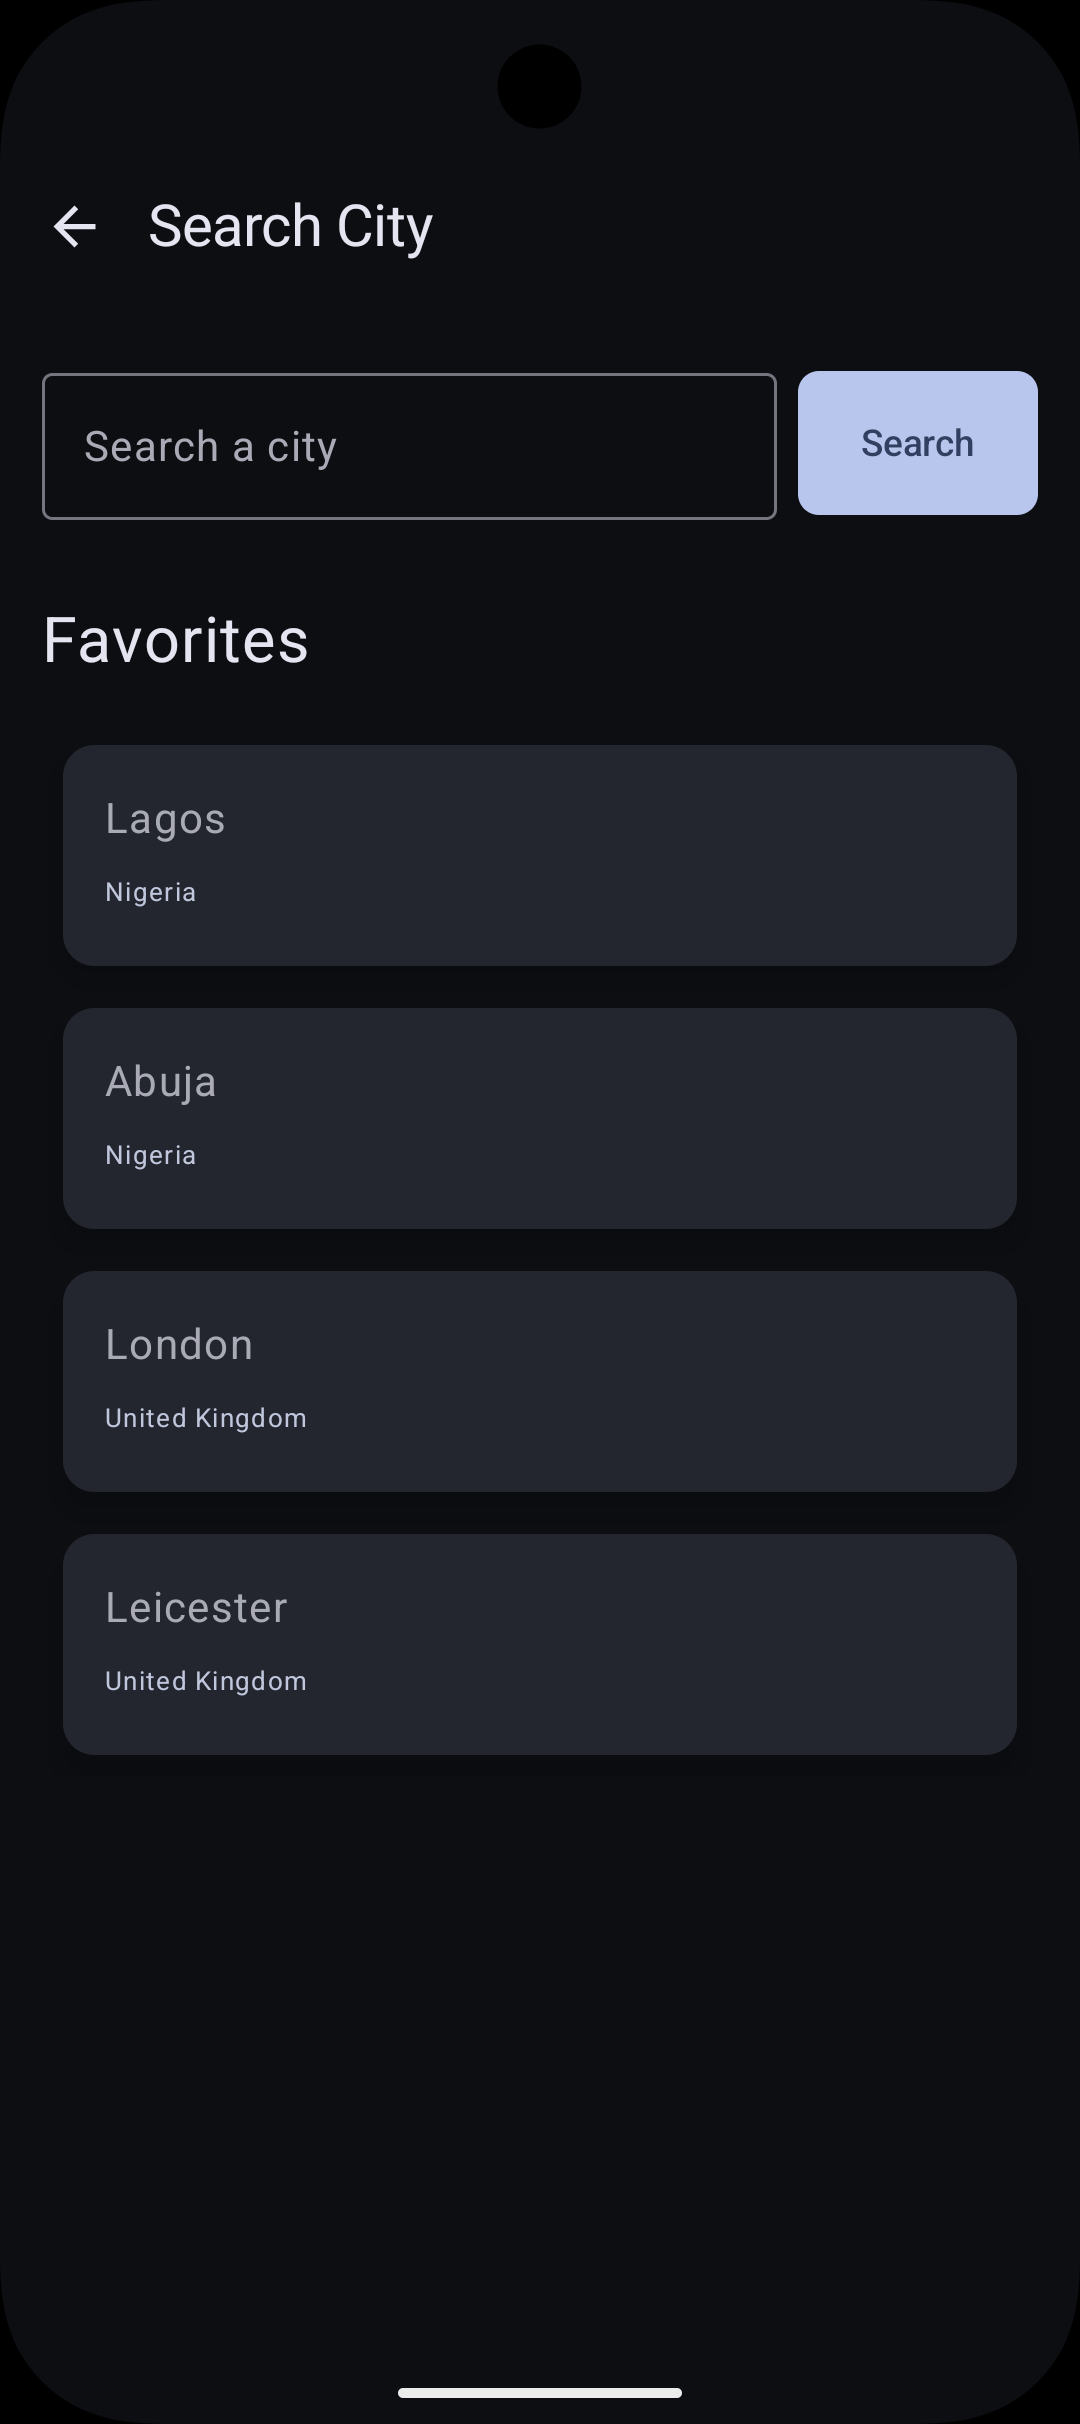 Search City
Search a city
Search
Favorites
Lagos
Nigeria
Abuja
Nigeria
London
United Kingdom
Leicester
United Kingdom